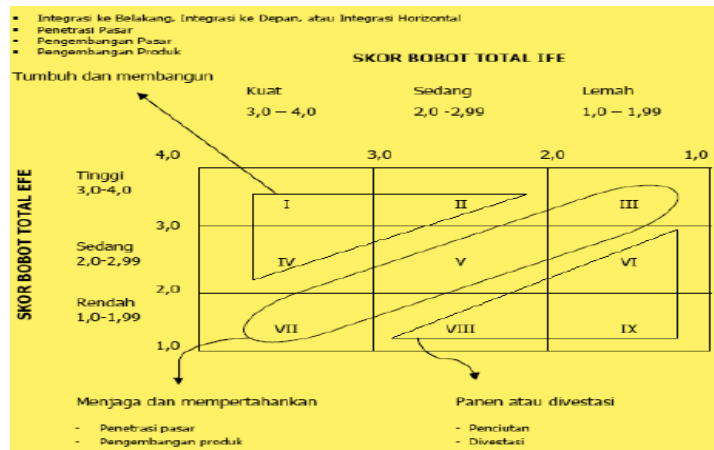 ▪ Integrasi ke Belakang, Integrasi ke Depan, atau Integrasi Horizontal
▪ Penetrasi Pasar
▪ Pengembangan Pasar
▪ Pengembangan Produk
SKOR BOBOT TOTAL IFE
Tumbuh dan membangun
Kuat Sedang Lemah
3,0 – 4,0 2,0 -2,99 1,0 – 1,99
4,0 3,0 2,0 1,0
SKOR BOBOT TOTAL EFE
Tinggi
3,0-4,0
I II III
3,0
Sedang
2,0-2,99
IV V VI
2,0
Rendah
1,0-1,99
VII VIII IX
1,0
Menjaga dan mempertahankan Panen atau divestasi
- Penetrasi pasar - Penciutan
- Pengembangan produk - Divestasi